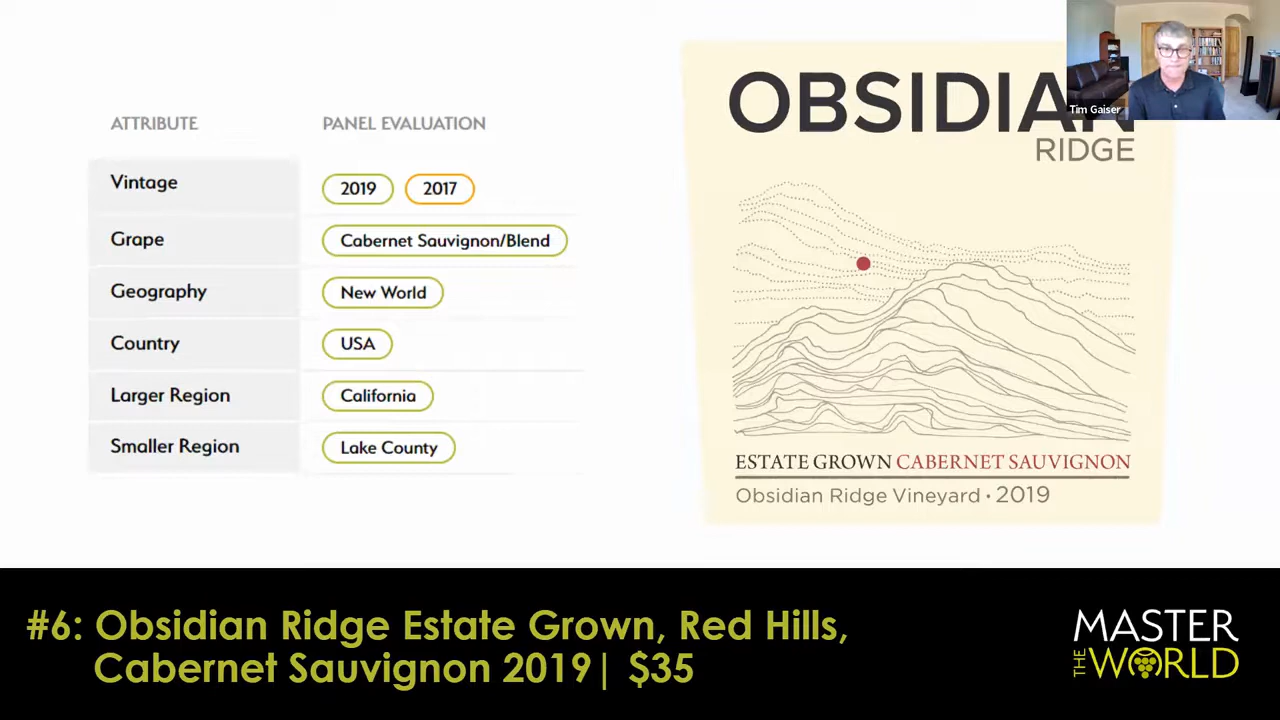 ATTRIBUTE PANEL EVALUATION
Vintage 2019 2017
Grape Cabernet Sauvignon/Blend
Geography New World
Country USA
Larger Region California
Smaller Region Lake County
OBSIDIAN
RIDGE
Tim Gaiser
ESTATE GROWN CABERNET SAUVIGNON
Obsidian Ridge Vineyard • 2019
#6: Obsidian Ridge Estate Grown, Red Hills,
Cabernet Sauvignon 2019| $35
MASTER
THE WORLD